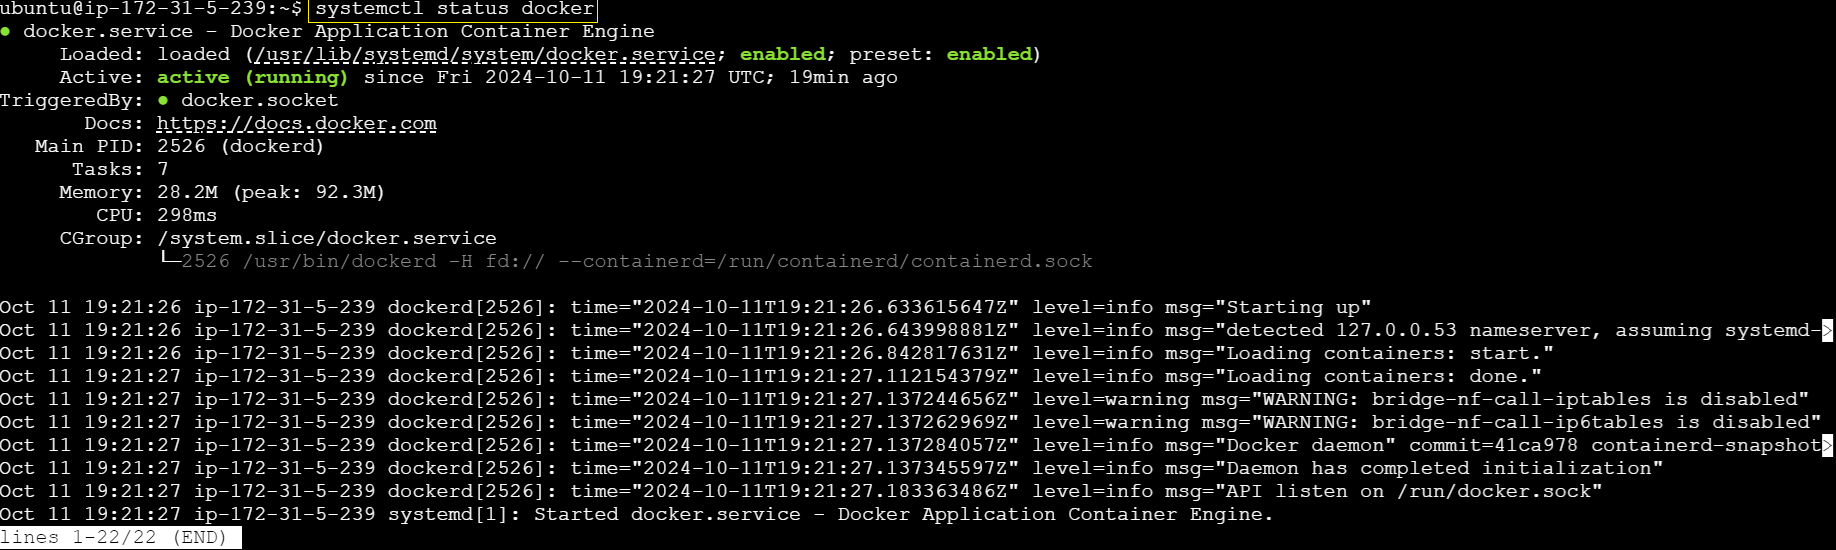 ubuntu@ip-172-31-5-239:~$ systemctl status docker
● docker.service - Docker Application Container Engine
     Loaded: loaded (/usr/lib/systemd/system/docker.service; enabled; preset: enabled)
     Active: active (running) since Fri 2024-10-11 19:21:27 UTC; 19min ago
TriggeredBy: ● docker.socket
       Docs: https://docs.docker.com
   Main PID: 2526 (dockerd)
      Tasks: 7
     Memory: 28.2M (peak: 92.3M)
        CPU: 298ms
     CGroup: /system.slice/docker.service
             └─2526 /usr/bin/dockerd -H fd:// --containerd=/run/containerd/containerd.sock

Oct 11 19:21:26 ip-172-31-5-239 dockerd[2526]: time="2024-10-11T19:21:26.633615647Z" level=info msg="Starting up"
Oct 11 19:21:26 ip-172-31-5-239 dockerd[2526]: time="2024-10-11T19:21:26.643998881Z" level=info msg="detected 127.0.0.53 nameserver, assuming systemd->
Oct 11 19:21:26 ip-172-31-5-239 dockerd[2526]: time="2024-10-11T19:21:26.842817631Z" level=info msg="Loading containers: start."
Oct 11 19:21:27 ip-172-31-5-239 dockerd[2526]: time="2024-10-11T19:21:27.112154379Z" level=info msg="Loading containers: done."
Oct 11 19:21:27 ip-172-31-5-239 dockerd[2526]: time="2024-10-11T19:21:27.137244656Z" level=warning msg="WARNING: bridge-nf-call-iptables is disabled"
Oct 11 19:21:27 ip-172-31-5-239 dockerd[2526]: time="2024-10-11T19:21:27.137262969Z" level=warning msg="WARNING: bridge-nf-call-ip6tables is disabled"
Oct 11 19:21:27 ip-172-31-5-239 dockerd[2526]: time="2024-10-11T19:21:27.137284057Z" level=info msg="Docker daemon" commit=41ca978 containerd-snapshot>
Oct 11 19:21:27 ip-172-31-5-239 dockerd[2526]: time="2024-10-11T19:21:27.137345597Z" level=info msg="Daemon has completed initialization"
Oct 11 19:21:27 ip-172-31-5-239 dockerd[2526]: time="2024-10-11T19:21:27.183363486Z" level=info msg="API listen on /run/docker.sock"
Oct 11 19:21:27 ip-172-31-5-239 systemd[1]: Started docker.service - Docker Application Container Engine.
lines 1-22/22 (END)